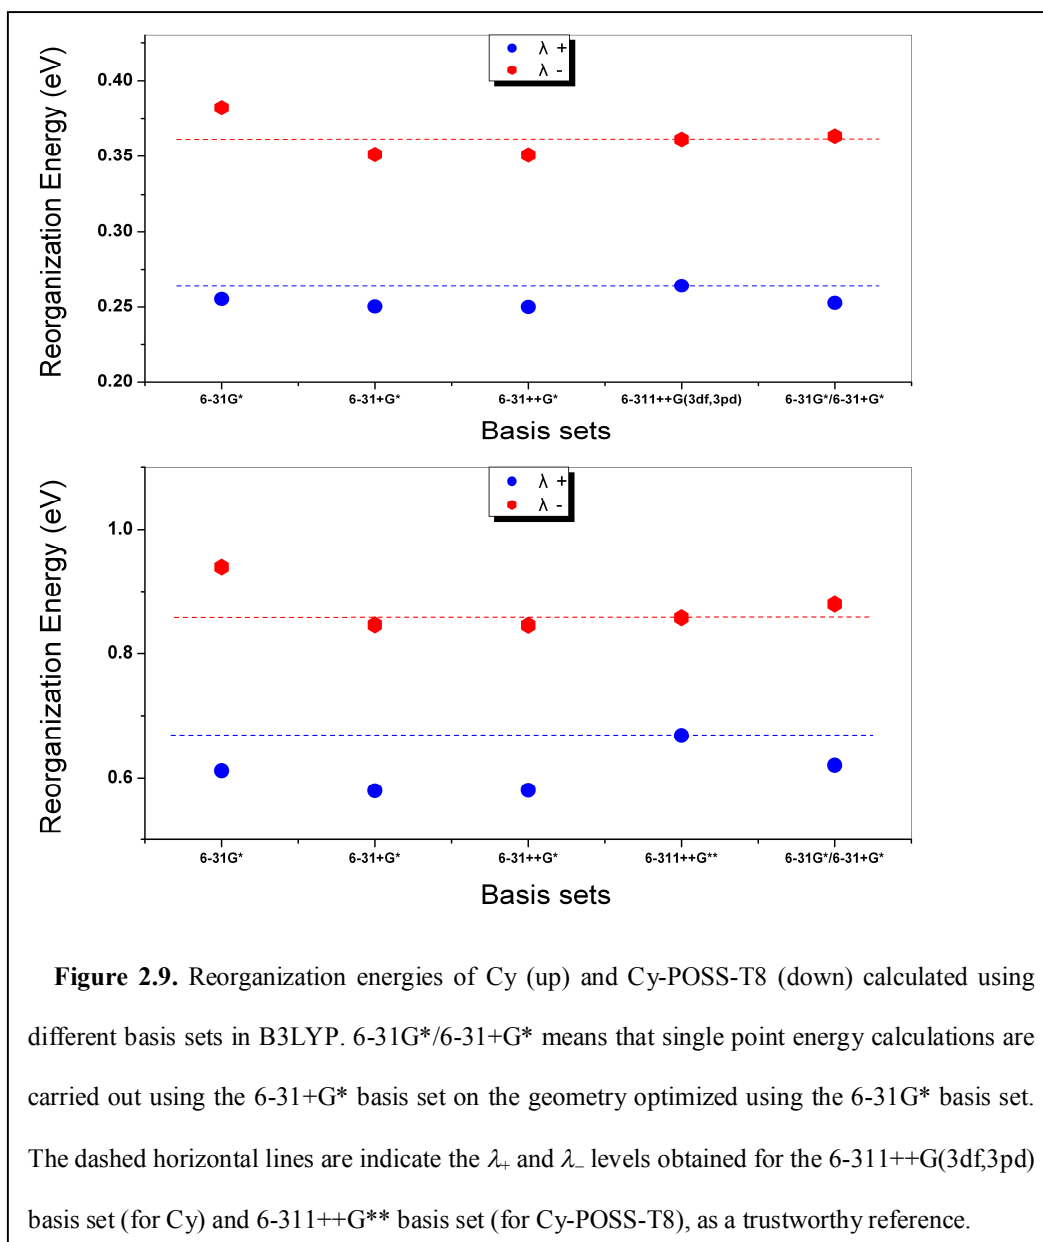 λ +
λ -
Reorganization Energy (eV)
0.40
0.35
0.30
0.25
0.20
6-31G* 6-31+G* 6-31++G* 6-311++G(3df,3pd) 6-31G*/6-31+G*
Basis sets
λ +
λ -
Reorganization Energy (eV)
1.0
0.8
0.6
6-31G* 6-31+G* 6-31++G* 6-311++G** 6-31G*/6-31+G*
Basis sets
Figure 2.9. Reorganization energies of Cy (up) and Cy-POSS-T8 (down) calculated using
different basis sets in B3LYP. 6-31G*/6-31+G* means that single point energy calculations are
carried out using the 6-31+G* basis set on the geometry optimized using the 6-31G* basis set.
The dashed horizontal lines are indicate the λ₊ and λ₋ levels obtained for the 6-311++G(3df,3pd)
basis set (for Cy) and 6-311++G** basis set (for Cy-POSS-T8), as a trustworthy reference.